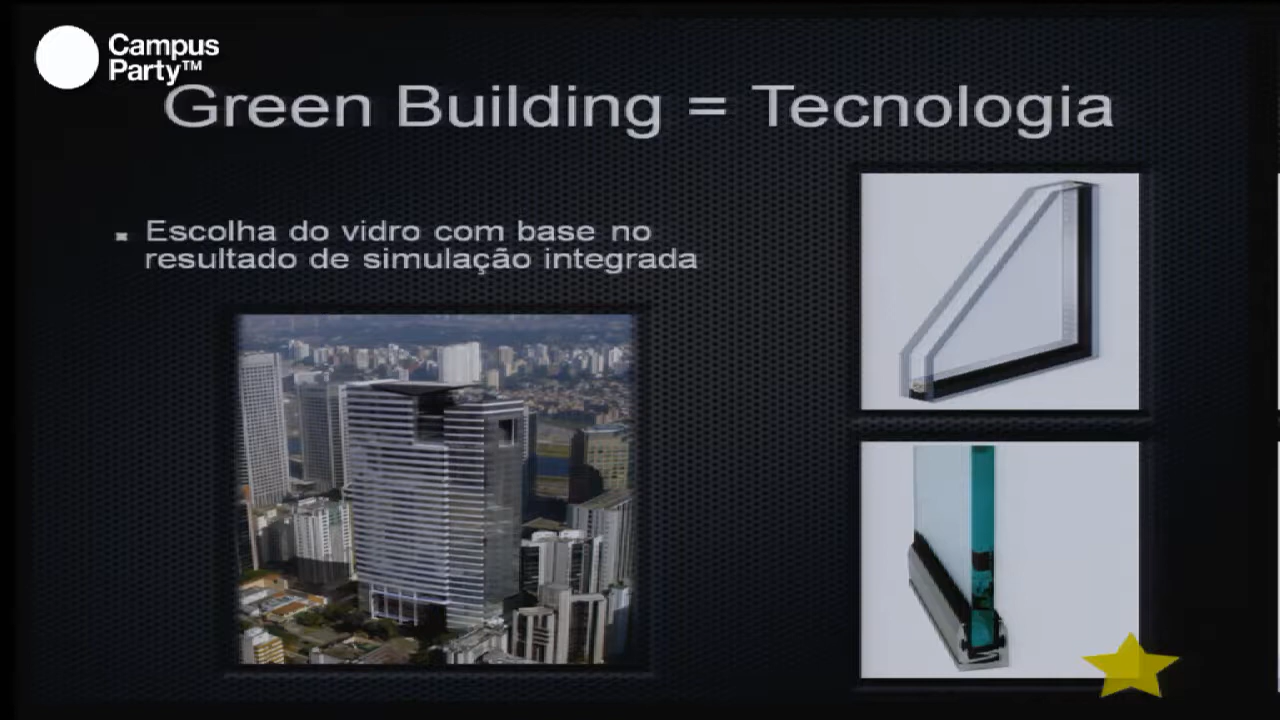 Campus
Party™
Green Building = Tecnologia
Escolha do vidro com base no
resultado de simulação integrada